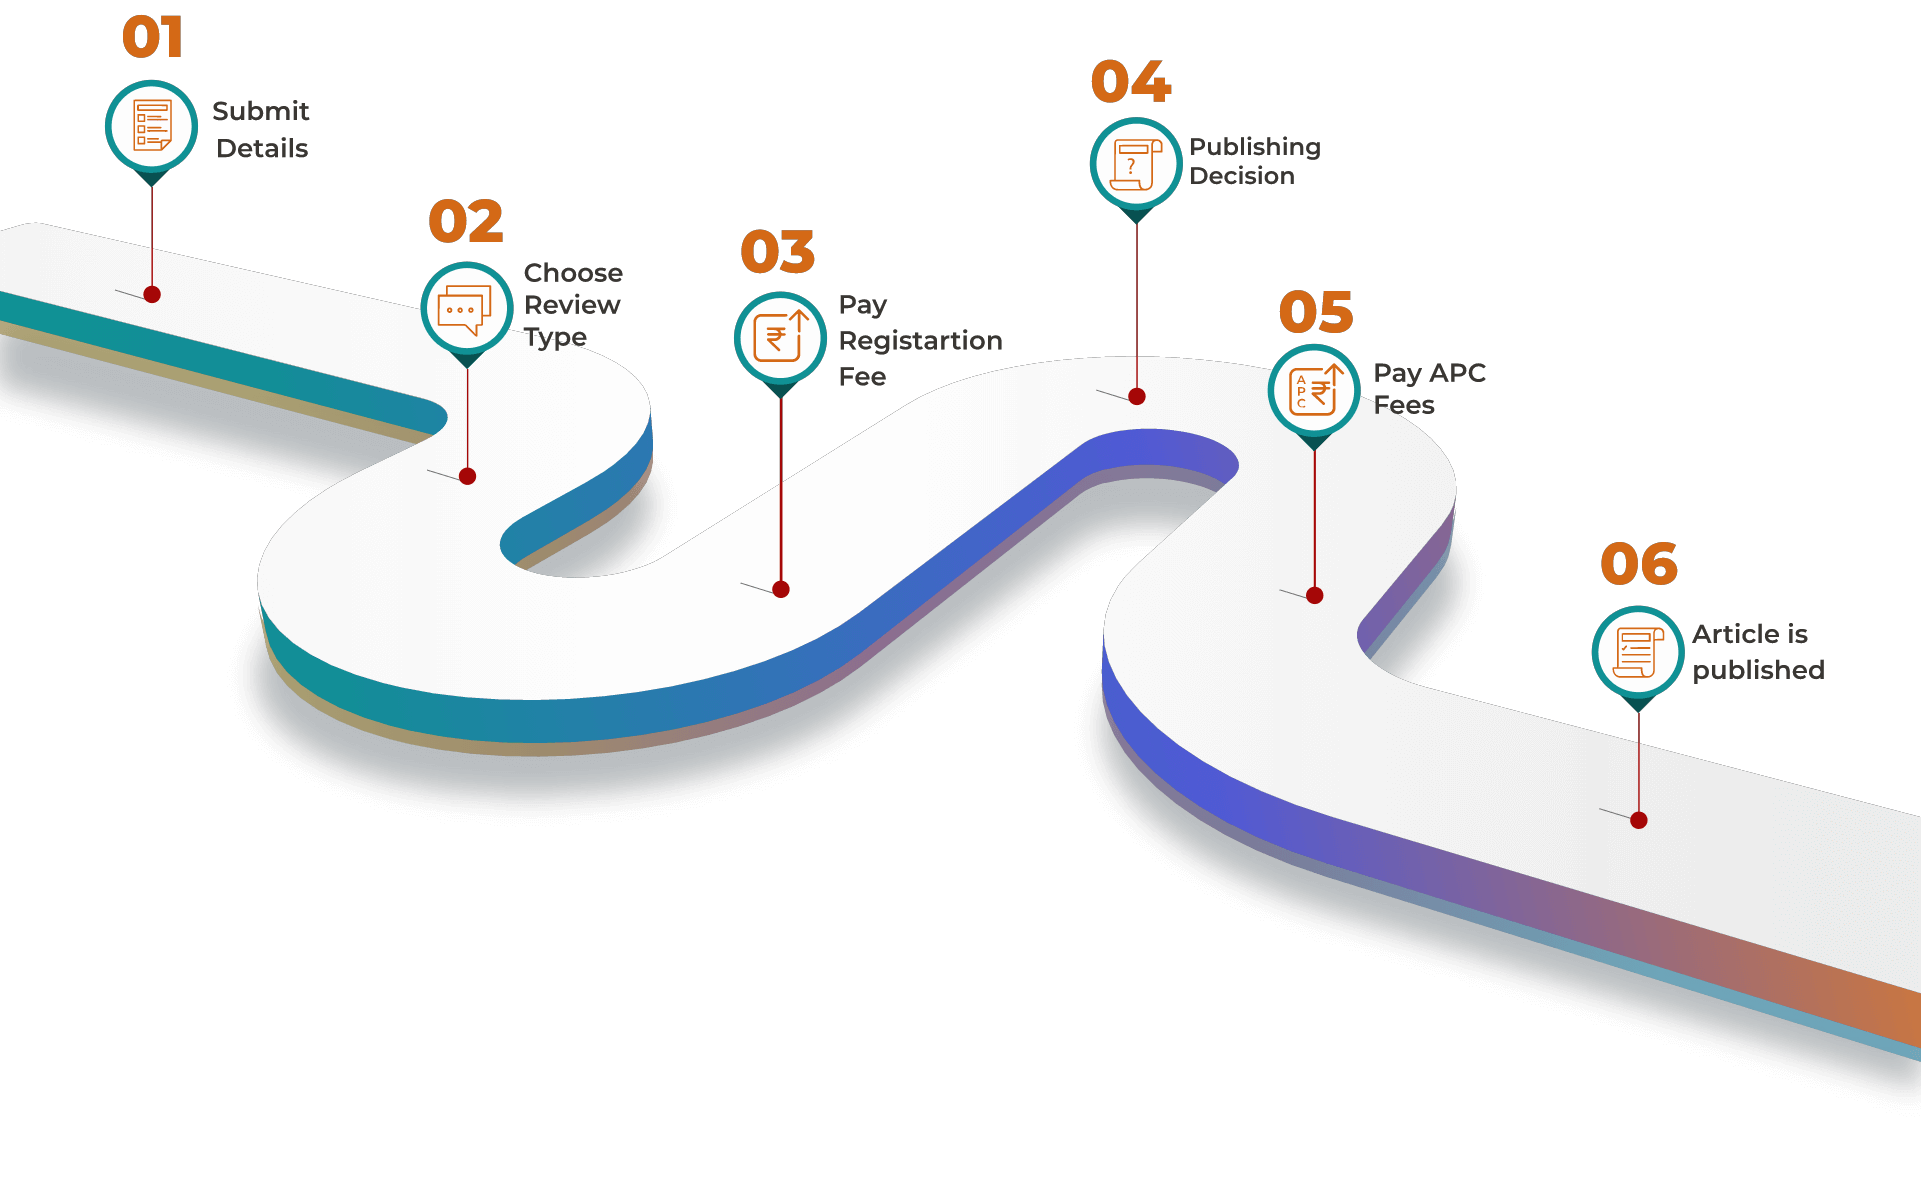 01
Submit
Details
02
Choose
Review
Type
03
Pay
Registartion
Fee
₹
04
Publishing
Decision
?
05
Pay APC
Fees
A
P
C
₹
06
Article is
published